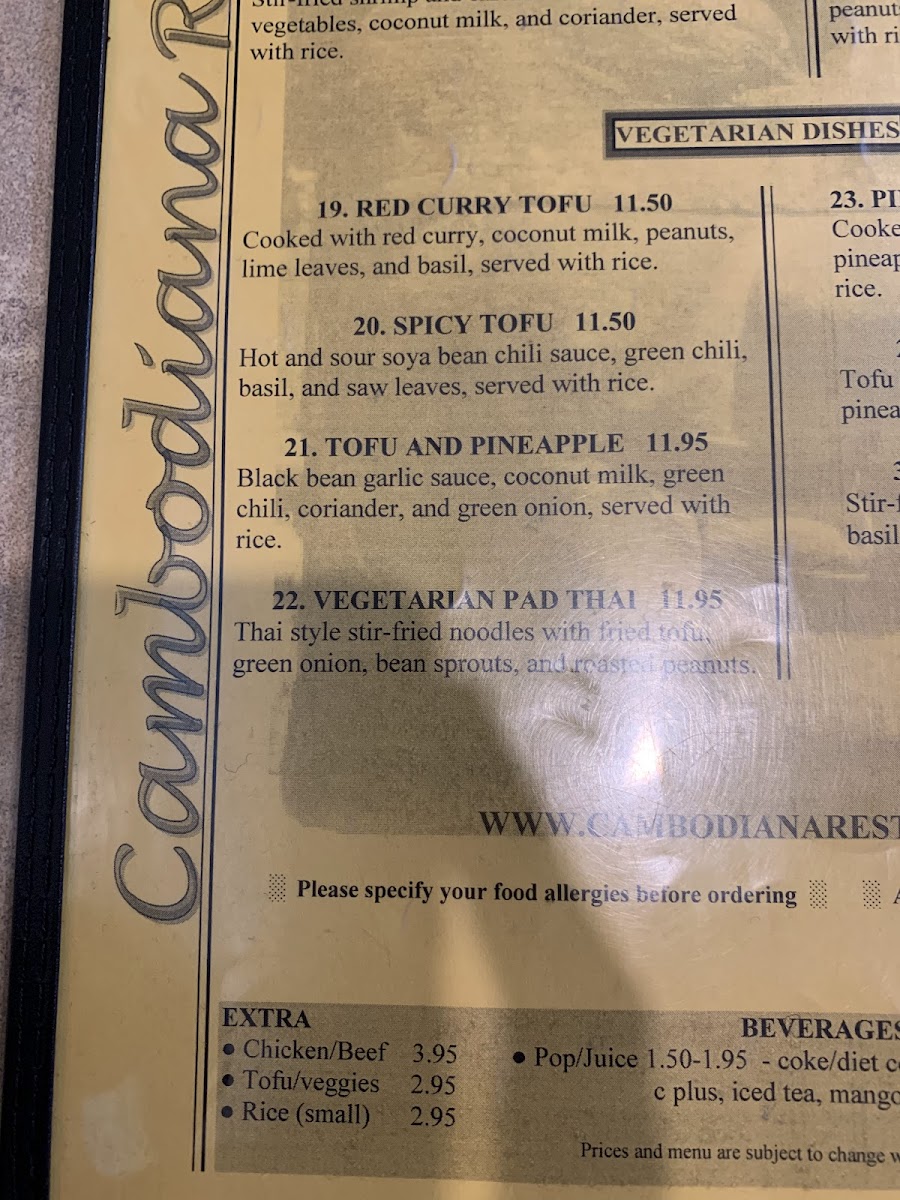 Cambodiana R
vegetables, coconut milk, and coriander, served
with rice.
peanut
with ri
VEGETARIAN DISHES
19. RED CURRY TOFU 11.50
Cooked with red curry, coconut milk, peanuts,
lime leaves, and basil, served with rice.
20. SPICY TOFU 11.50
Hot and sour soya bean chili sauce, green chili,
basil, and saw leaves, served with rice.
21. TOFU AND PINEAPPLE 11.95
Black bean garlic sauce, coconut milk, green
chili, coriander, and green onion, served with
rice.
22. VEGETARIAN PAD THAI 11.95
Thai style stir-fried noodles with fried tofu,
green onion, bean sprouts, and roasted peanuts.
23. PI
Cooke
pineap
rice.
Tofu
pinea
Stir-f
basil
WWW.CAMBODIANAREST
Please specify your food allergies before ordering
EXTRA
• Chicken/Beef 3.95
• Tofu/veggies 2.95
• Rice (small) 2.95
BEVERAGES
• Pop/Juice 1.50-1.95 - coke/diet c
c plus, iced tea, mango
Prices and menu are subject to change w